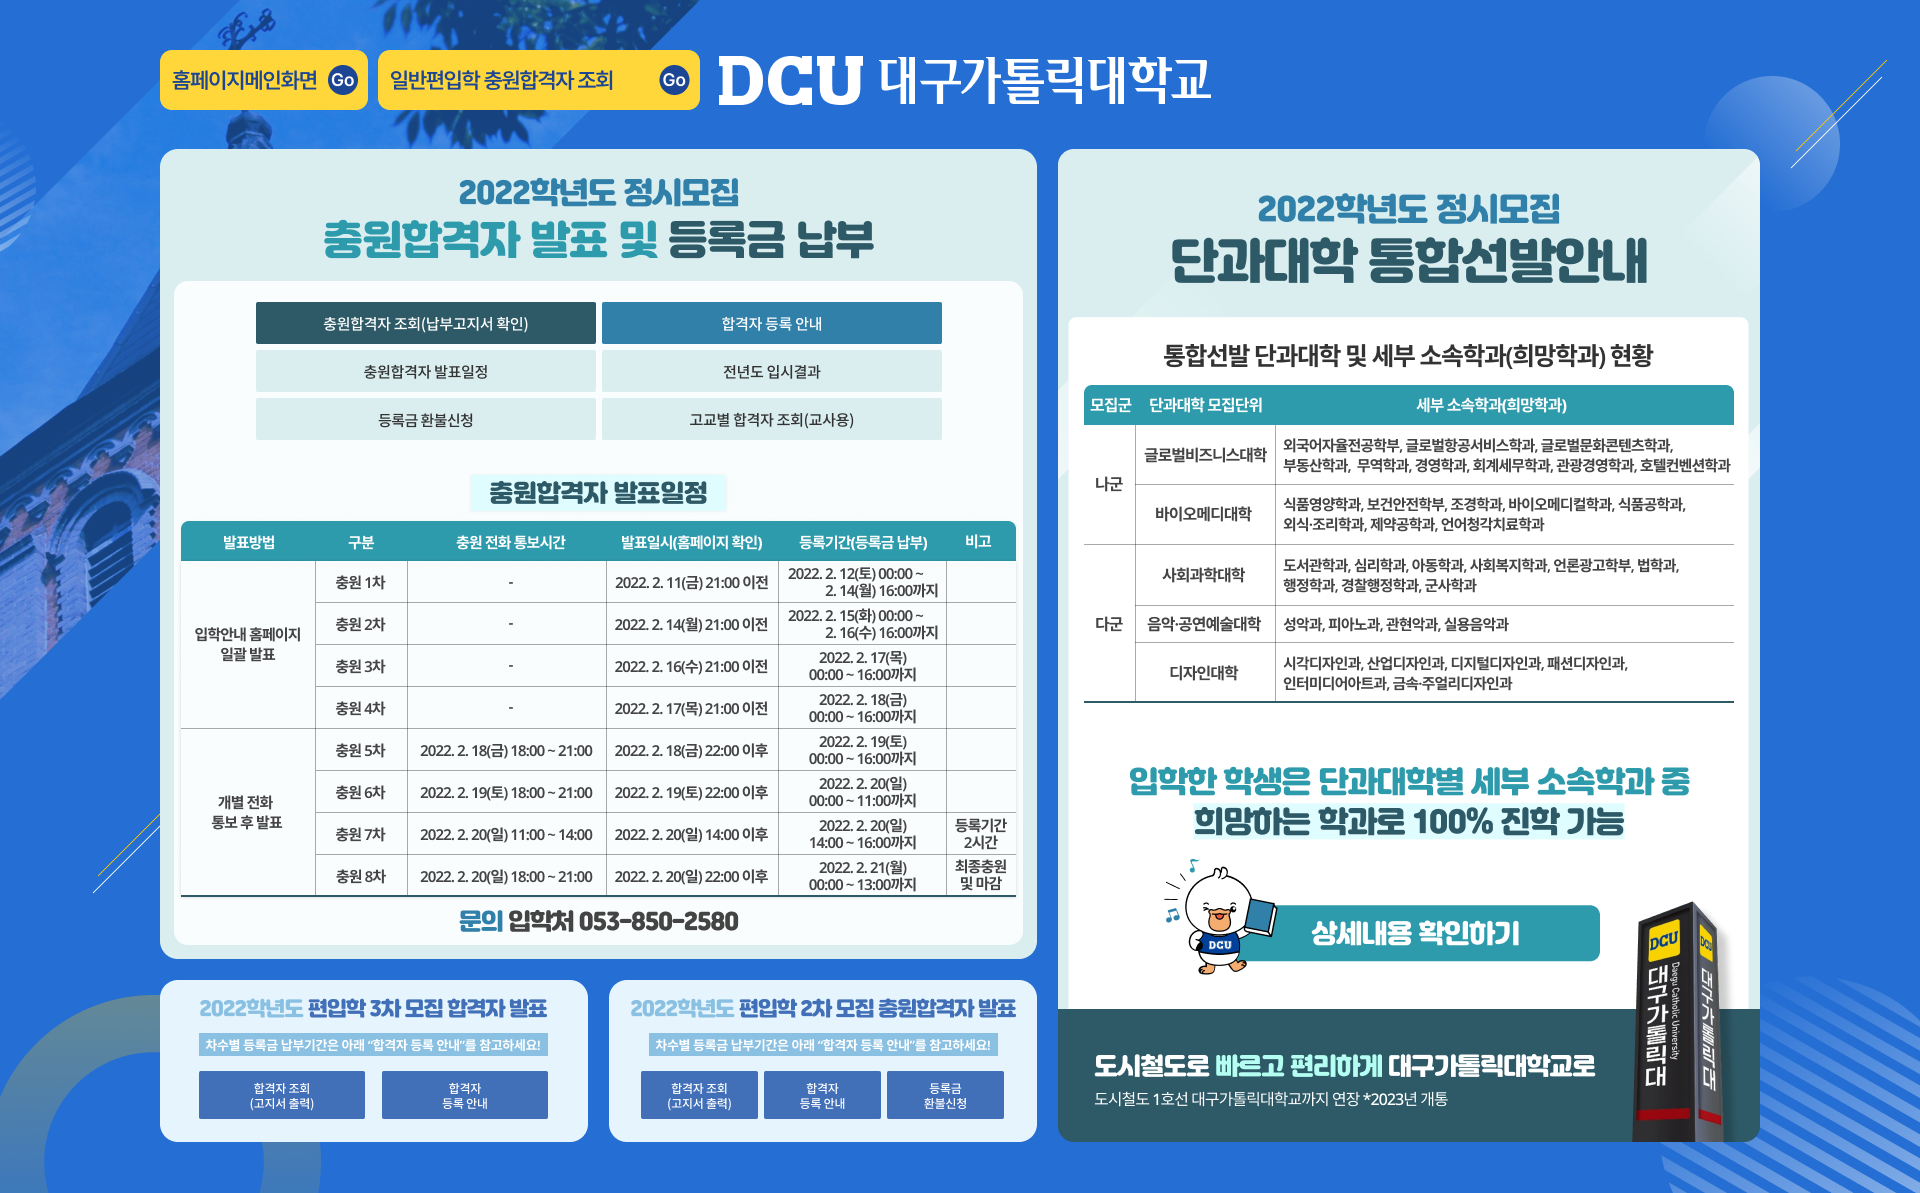 홈페이지메인화면 Go
일반편입학 충원합격자 조회 Go
DCU 대구가톨릭대학교
2022학년도 정시모집
충원합격자 발표 및 등록금 납부
충원합격자 조회(납부고지서 확인)
합격자 등록 안내
충원합격자 발표일정
전년도 입시결과
등록금 환불신청
고교별 합격자 조회(교사용)
충원합격자 발표일정
발표방법 구분 충원 전화 통보시간 발표일시(홈페이지 확인) 등록기간(등록금 납부) 비고
입학안내 홈페이지
일괄 발표
충원 1차 - 2022. 2. 11(금) 21:00 이전 2022. 2. 12(토) 00:00 ~
2. 14(월) 16:00까지
충원 2차 - 2022. 2. 14(월) 21:00 이전 2022. 2. 15(화) 00:00 ~
2. 16(수) 16:00까지
충원 3차 - 2022. 2. 16(수) 21:00 이전 2022. 2. 17(목)
00:00 ~ 16:00까지
충원 4차 - 2022. 2. 17(목) 21:00 이전 2022. 2. 18(금)
00:00 ~ 16:00까지
개별 전화
통보 후 발표
충원 5차 2022. 2. 18(금) 18:00 ~ 21:00 2022. 2. 18(금) 22:00 이후 2022. 2. 19(토)
00:00 ~ 16:00까지
충원 6차 2022. 2. 19(토) 18:00 ~ 21:00 2022. 2. 19(토) 22:00 이후 2022. 2. 20(일)
00:00 ~ 11:00까지
충원 7차 2022. 2. 20(일) 11:00 ~ 14:00 2022. 2. 20(일) 14:00 이후 2022. 2. 20(일)
14:00 ~ 16:00까지
등록기간
2시간
충원 8차 2022. 2. 20(일) 18:00 ~ 21:00 2022. 2. 20(일) 22:00 이후 2022. 2. 21(월)
00:00 ~ 13:00까지
최종충원
및 마감
문의 입학처 053-850-2580
2022학년도 편입학 3차 모집 합격자 발표
차수별 등록금 납부기간은 아래 “합격자 등록 안내”를 참고하세요!
합격자 조회
(고지서 출력)
합격자
등록 안내
2022학년도 편입학 2차 모집 충원합격자 발표
차수별 등록금 납부기간은 아래 “합격자 등록 안내”를 참고하세요!
합격자 조회
(고지서 출력)
합격자
등록 안내
등록금
환불신청
2022학년도 정시모집
단과대학 통합선발안내
통합선발 단과대학 및 세부 소속학과(희망학과) 현황
모집군 단과대학 모집단위 세부 소속학과(희망학과)
나군
글로벌비즈니스대학
외국어자율전공학부, 글로벌항공서비스학과, 글로벌문화콘텐츠학과,
부동산학과, 무역학과, 경영학과, 회계세무학과, 관광경영학과, 호텔컨벤션학과
바이오메디대학
식품영양학과, 보건안전학부, 조경학과, 바이오메디컬학과, 식품공학과,
외식·조리학과, 제약공학과, 언어청각치료학과
다군
사회과학대학
도서관학과, 심리학과, 아동학과, 사회복지학과, 언론광고학부, 법학과,
행정학과, 경찰행정학과, 군사학과
음악·공연예술대학 성악과, 피아노과, 관현악과, 실용음악과
디자인대학
시각디자인과, 산업디자인과, 디지털디자인과, 패션디자인과,
인터미디어아트과, 금속·주얼리디자인과
입학한 학생은 단과대학별 세부 소속학과 중
희망하는 학과로 100% 진학 가능
DCU
상세내용 확인하기
DCU
대구가톨릭대
Daegu Catholic University
DCU
대구가톨릭대
도시철도로 빠르고 편리하게 대구가톨릭대학교로
도시철도 1호선 대구가톨릭대학교까지 연장 *2023년 개통